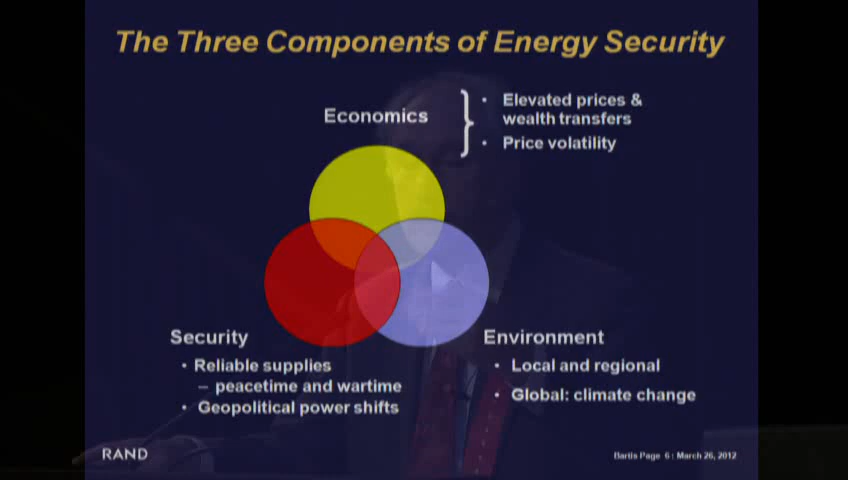 The Three Components of Energy Security
Economics
• Elevated prices &
wealth transfers
• Price volatility
Security
• Reliable supplies
– peacetime and wartime
• Geopolitical power shifts
Environment
• Local and regional
• Global: climate change
RAND
Bartis Page 6 : March 26, 2012